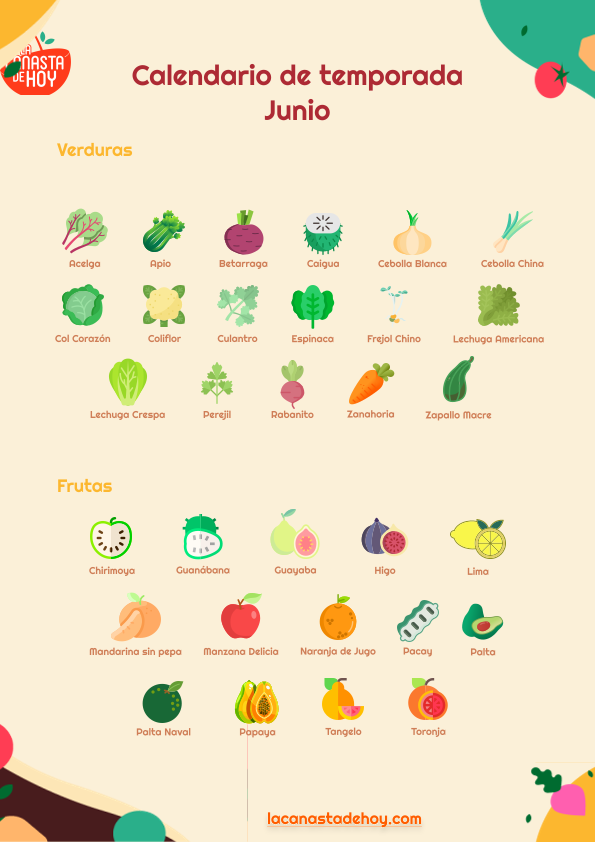 LA
CANASTA
DE HOY
Calendario de temporada
Junio
Verduras
Acelga Apio Betarraga Caigua Cebolla Blanca Cebolla China
Col Corazón Coliflor Culantro Espinaca Frejol Chino Lechuga Americana
Lechuga Crespa Perejil Rabanito Zanahoria Zapallo Macre
Frutas
Chirimoya Guanábana Guayaba Higo Lima
Mandarina sin pepa Manzana Delicia Naranja de Jugo Pacay Palta
Palta Naval Papaya Tangelo Toronja
lacanastadehoy.com